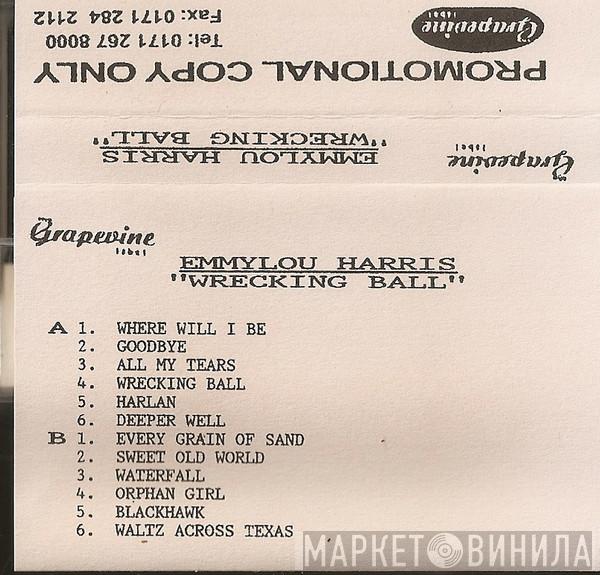 Fax: 0171 284 2112
Tel: 0171 267 8000
PROMOTIONAL COPY ONLY
Grapevine
label
EMMYLOU HARRIS
"WRECKING BALL"
Grapevine
label
Grapevine
label
EMMYLOU HARRIS
"WRECKING BALL"
A 1. WHERE WILL I BE
2. GOODBYE
3. ALL MY TEARS
4. WRECKING BALL
5. HARLAN
6. DEEPER WELL
B 1. EVERY GRAIN OF SAND
2. SWEET OLD WORLD
3. WATERFALL
4. ORPHAN GIRL
5. BLACKHAWK
6. WALTZ ACROSS TEXAS
МАРКЕТ ВИНИЛА